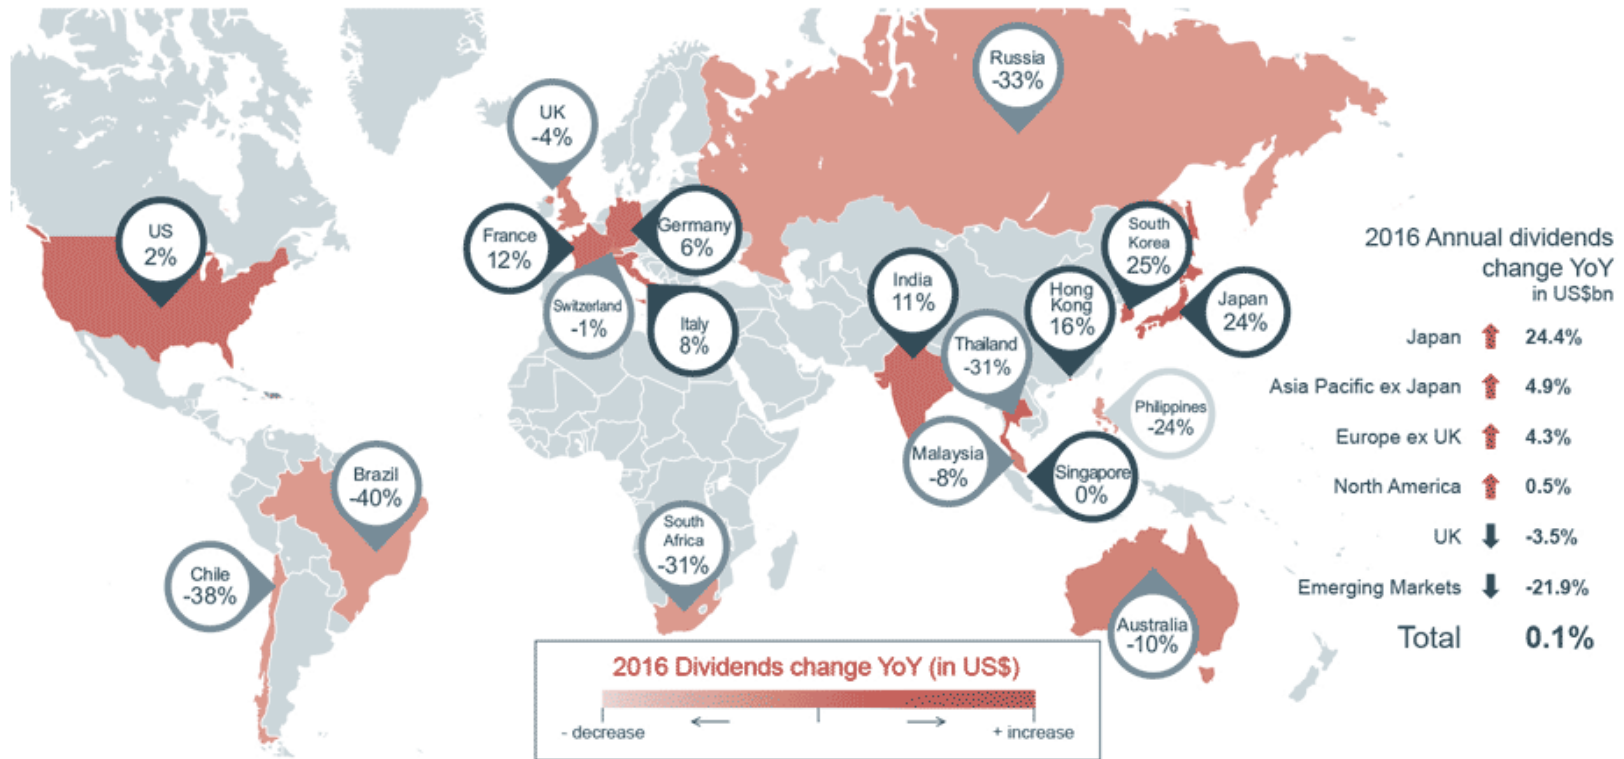 Russia
-33%
UK
-4%
US
2%
France
12%
Germany
6%
Switzerland
-1%
Italy
8%
India
11%
Hong
Kong
16%
South
Korea
25%
Japan
24%
Thailand
-31%
Philippines
-24%
Malaysia
-8%
Singapore
0%
Brazil
-40%
Chile
-38%
South
Africa
-31%
Australia
-10%
2016 Annual dividends
change YoY
in US$bn
Japan 24.4%
Asia Pacific ex Japan 4.9%
Europe ex UK 4.3%
North America 0.5%
UK -3.5%
Emerging Markets -21.9%
Total 0.1%
2016 Dividends change YoY (in US$)
- decrease + increase